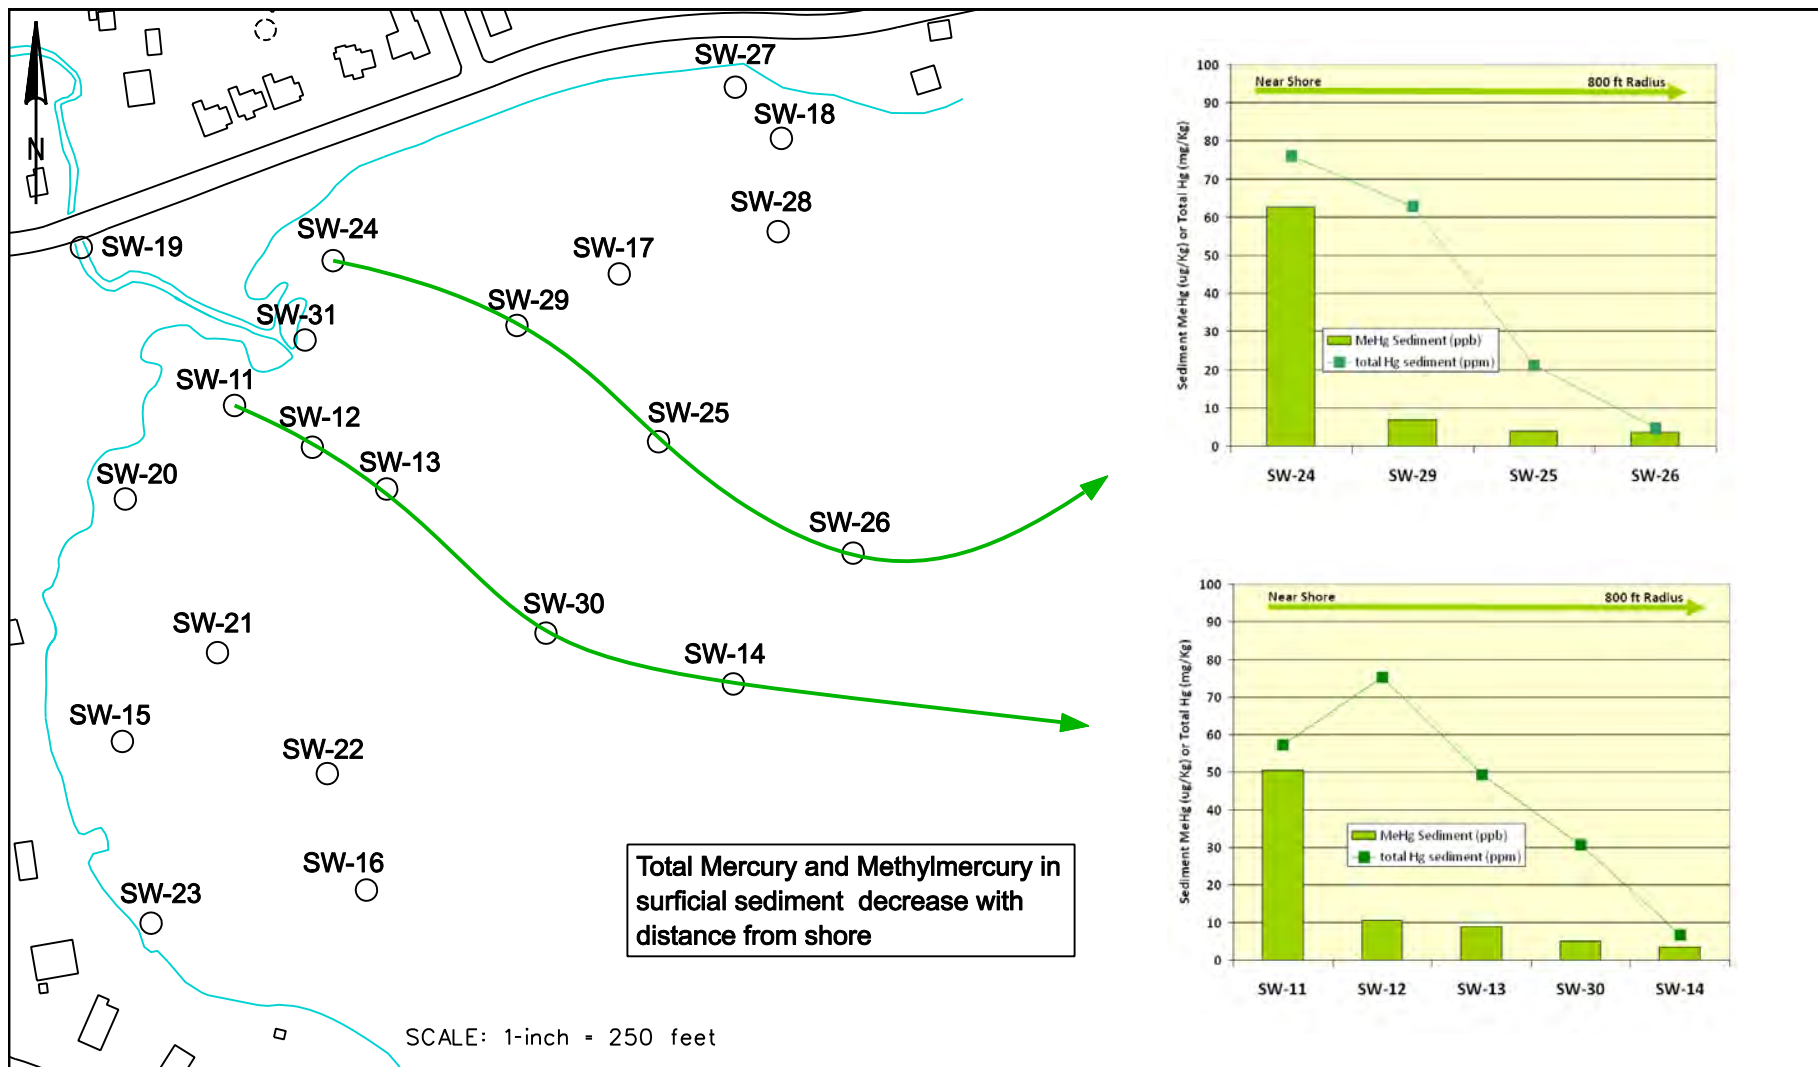 N
SW-27
SW-18
SW-28
SW-24
SW-19
SW-17
SW-29
SW-31
SW-11
SW-12
SW-25
SW-13
SW-20
SW-26
SW-30
SW-21
SW-14
SW-15
SW-22
SW-16
SW-23
Total Mercury and Methylmercury in
surficial sediment decrease with
distance from shore
SCALE: 1-inch = 250 feet
Sediment MeHg (ug/Kg) or Total Hg (mg/Kg)
100
90
80
70
60
50
40
30
20
10
0
Near Shore 800 ft Radius
MeHg Sediment (ppb)
total Hg sediment (ppm)
SW-24 SW-29 SW-25 SW-26
Sediment MeHg (ug/Kg) or Total Hg (mg/Kg)
100
90
80
70
60
50
40
30
20
10
0
Near Shore 800 ft Radius
MeHg Sediment (ppb)
total Hg sediment (ppm)
SW-11 SW-12 SW-13 SW-30 SW-14